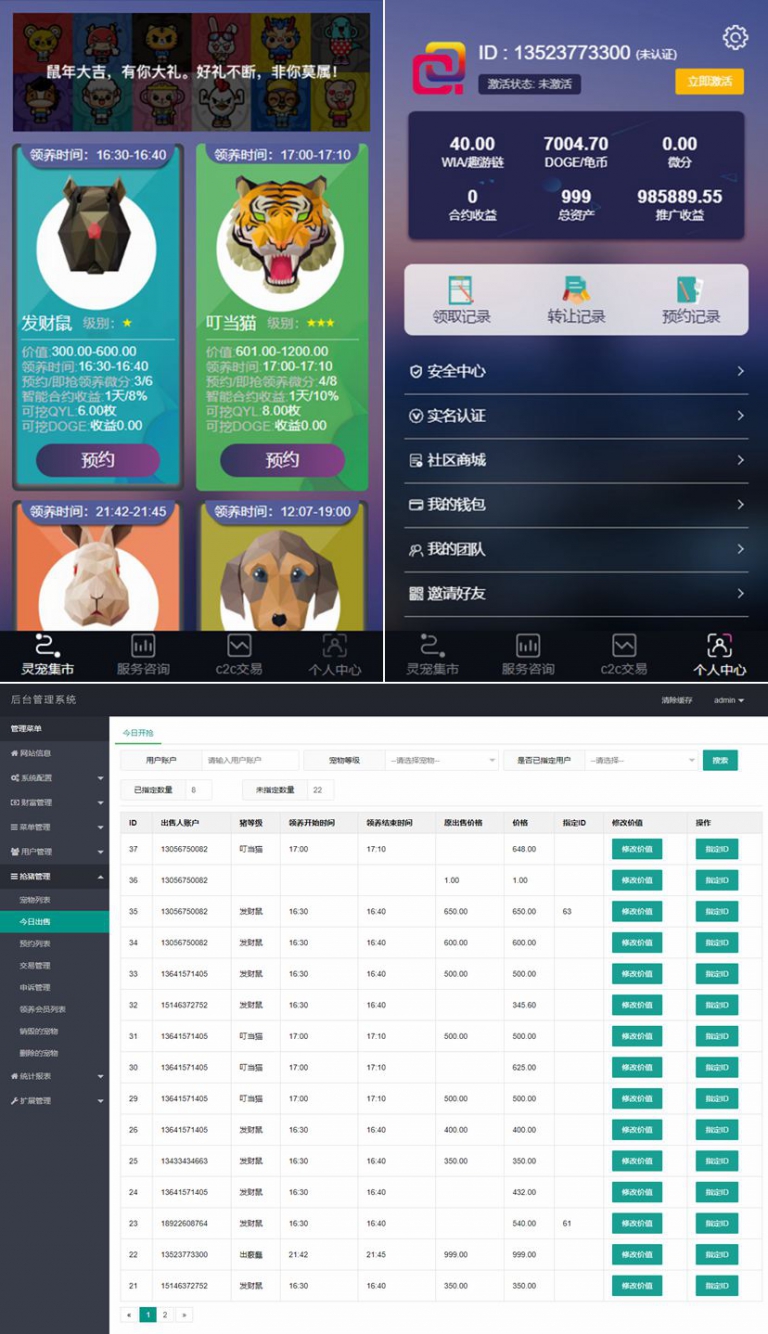 鼠年大吉，有你大礼。好礼不断，非你莫属！
领养时间：16:30-16:40
发财鼠 级别：★
价值:300.00-600.00
领养时间:16:30-16:40
预约/即抢领养微分:3/6
智能合约收益:1天/8%
可挖QYL:6.00枚
可挖DOGE:收益0.00
预约
领养时间：17:00-17:10
叮当猫 级别：★★★
价值:601.00-1200.00
领养时间:17:00-17:10
预约/即抢领养微分:4/8
智能合约收益:1天/10%
可挖QYL:8.00枚
可挖DOGE:收益0.00
预约
领养时间：21:42-21:45
领养时间：12:07-19:00
灵宠集市 服务咨询 c2c交易 个人中心
ID：13523773300 (未认证)
激活状态: 未激活
立即激活
40.00 7004.70 0.00
WIA/趣游链 DOGE/龟币 微分
0 999 985889.55
合约收益 总资产 推广收益
领取记录 转让记录 预约记录
安全中心
实名认证
社区商城
我的钱包
我的团队
邀请好友
灵宠集市 服务咨询 c2c交易 个人中心
后台管理系统 清除缓存 admin
管理菜单
网站信息
系统配置
财富管理
菜单管理
用户管理
抢猪管理
宠物列表
今日出售
预约列表
交易管理
申诉管理
领养会员列表
销毁的宠物
删除的宠物
统计报表
扩展管理
今日开抢
用户账户 请输入用户账户 宠物等级 --请选择宠物-- 是否已指定用户 --请选择-- 搜索
已指定数量 8 未指定数量 22
ID 出售人账户 猪等级 领养开始时间 领养结束时间 原出售价格 价格 指定ID 修改价值 操作
37 13056750082 叮当猫 17:00 17:10 648.00 修改价值 指定ID
36 13056750082 1.00 1.00 修改价值 指定ID
35 13056750082 发财鼠 16:30 16:40 650.00 650.00 63 修改价值 指定ID
34 13056750082 发财鼠 16:30 16:40 600.00 600.00 修改价值 指定ID
33 13641571405 发财鼠 16:30 16:40 500.00 500.00 修改价值 指定ID
32 15146372752 发财鼠 16:30 16:40 345.60 修改价值 指定ID
31 13641571405 叮当猫 17:00 17:10 500.00 500.00 修改价值 指定ID
30 13641571405 叮当猫 17:00 17:10 625.00 修改价值 指定ID
29 13641571405 叮当猫 17:00 17:10 500.00 500.00 修改价值 指定ID
26 13641571405 发财鼠 16:30 16:40 400.00 400.00 修改价值 指定ID
25 13433434663 发财鼠 16:30 16:40 350.00 350.00 修改价值 指定ID
24 13641571405 发财鼠 16:30 16:40 432.00 修改价值 指定ID
23 18922608764 发财鼠 16:30 16:40 540.00 61 修改价值 指定ID
22 13523773300 21:42 21:45 999.00 999.00 修改价值 指定ID
21 15146372752 发财鼠 16:30 16:40 350.00 350.00 修改价值 指定ID
« 1 2 »